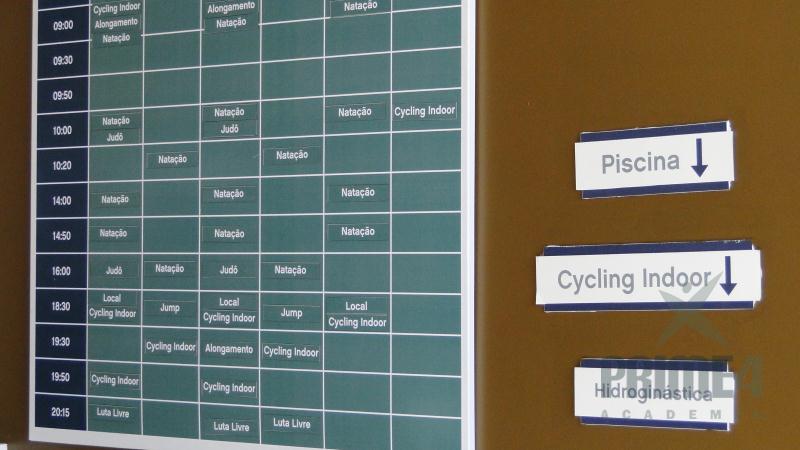 Cycling Indoor Alongamento Natação
09:00 Alongamento Natação
Natação
09:30
09:50
10:00 Natação Natação Natação Cycling Indoor
Judô Judô
10:20 Natação Natação
14:00 Natação Natação Natação
14:50 Natação Natação Natação
16:00 Judô Natação Judô Natação
18:30 Local Jump Local Jump Local
Cycling Indoor Cycling Indoor Cycling Indoor
19:30 Cycling Indoor Alongamento Cycling Indoor
19:50 Cycling Indoor Cycling Indoor
20:15 Luta Livre Luta Livre Luta Livre
Piscina ↓
Cycling Indoor ↓
Hidroginástica
PRIME4
ACADEMIA